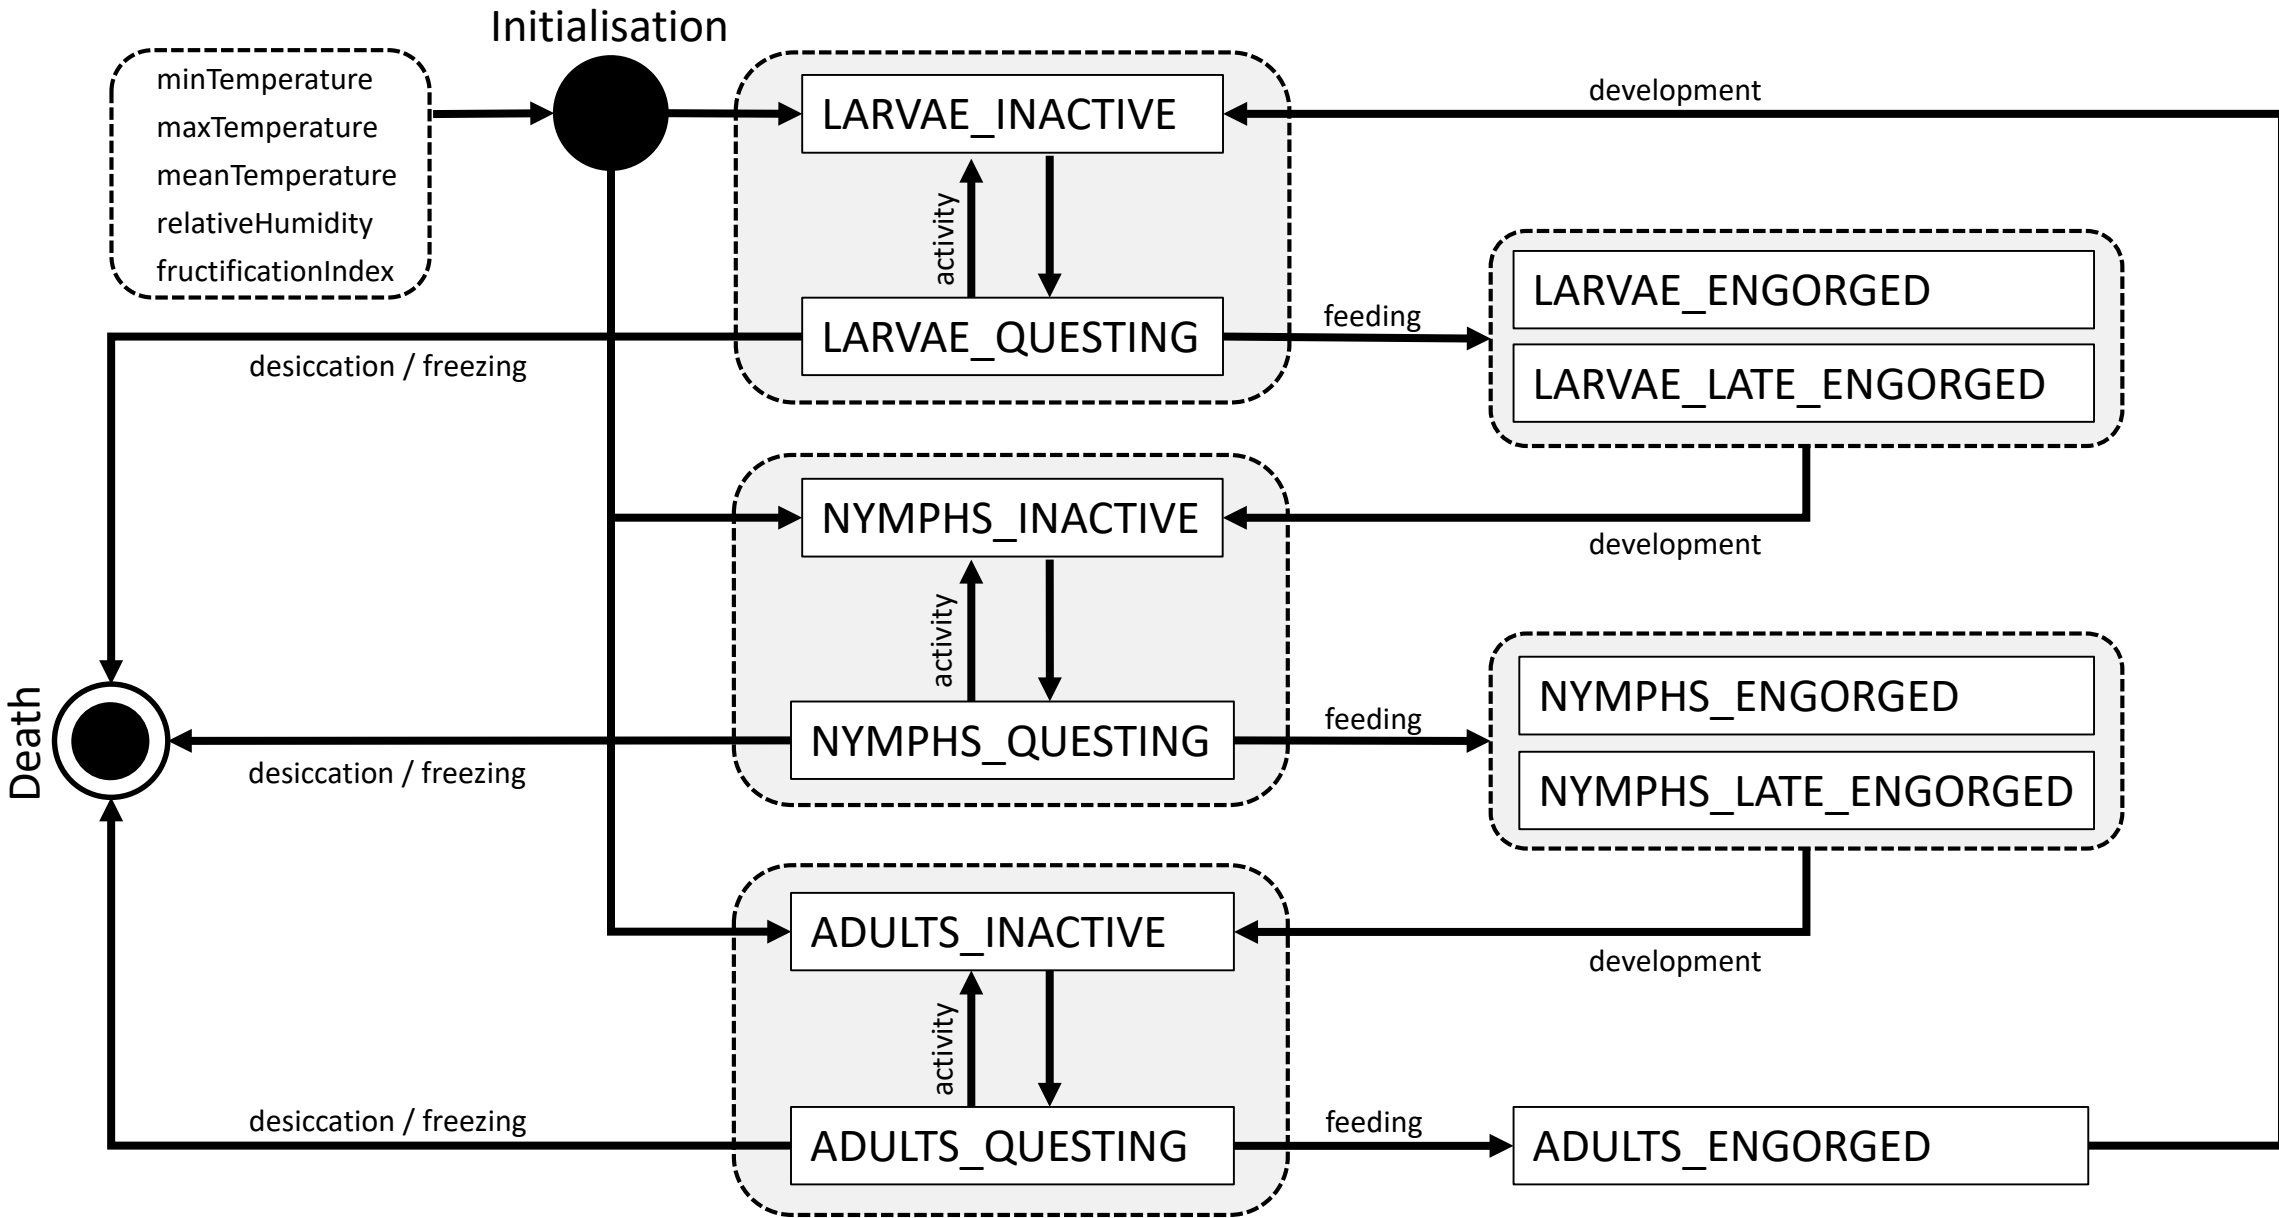 Initialisation
minTemperature
maxTemperature
meanTemperature
relativeHumidity
fructificationIndex
LARVAE_INACTIVE
development
activity
LARVAE_QUESTING
feeding
LARVAE_ENGORGED
LARVAE_LATE_ENGORGED
desiccation / freezing
NYMPHS_INACTIVE
development
activity
Death
NYMPHS_QUESTING
feeding
NYMPHS_ENGORGED
NYMPHS_LATE_ENGORGED
desiccation / freezing
ADULTS_INACTIVE
development
activity
desiccation / freezing
ADULTS_QUESTING
feeding
ADULTS_ENGORGED